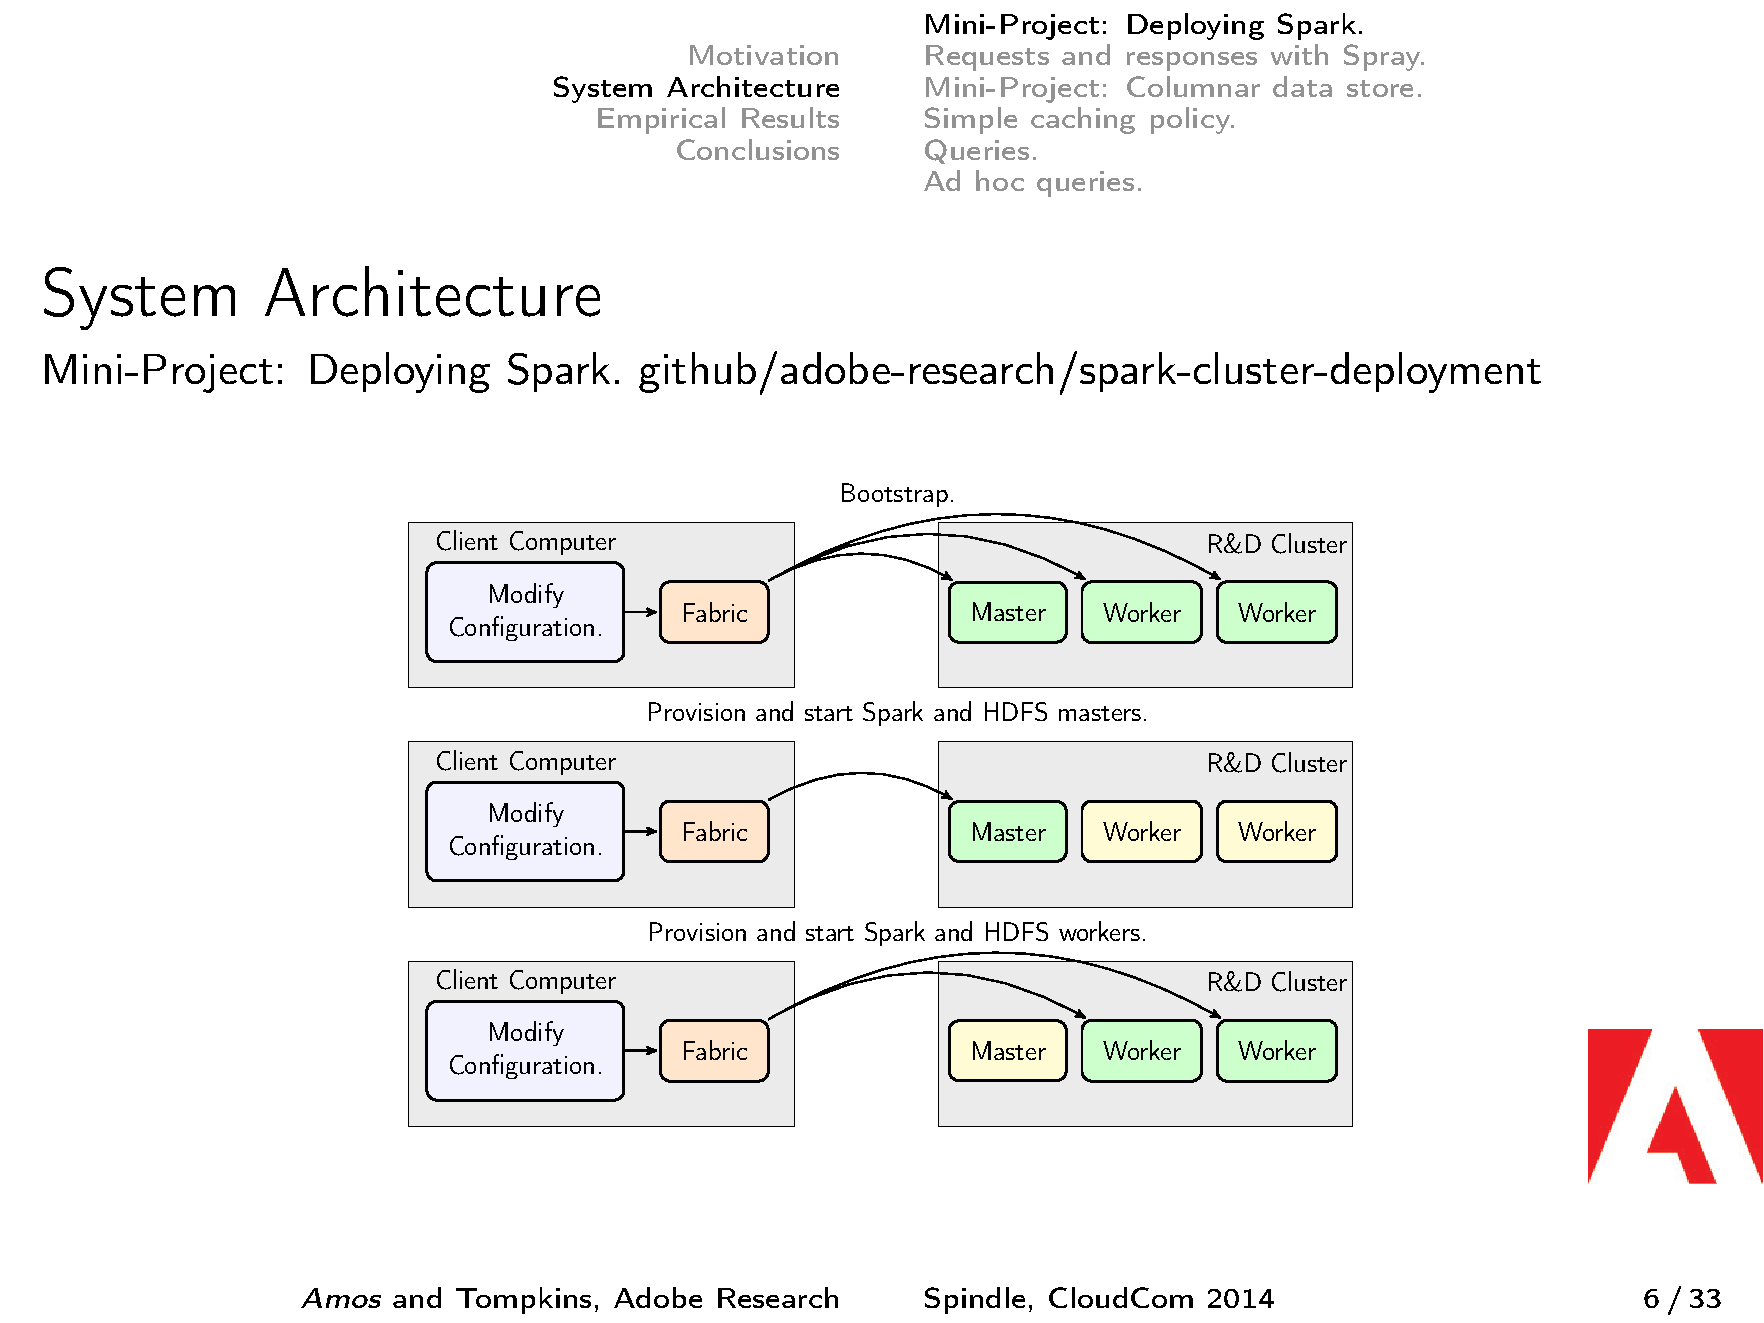 Motivation
System Architecture
Empirical Results
Conclusions
Mini-Project: Deploying Spark.
Requests and responses with Spray.
Mini-Project: Columnar data store.
Simple caching policy.
Queries.
Ad hoc queries.
System Architecture
Mini-Project: Deploying Spark. github/adobe-research/spark-cluster-deployment
Bootstrap.
Client Computer
Modify
Configuration.
Fabric
R&D Cluster
Master
Worker
Worker
Provision and start Spark and HDFS masters.
Client Computer
Modify
Configuration.
Fabric
R&D Cluster
Master
Worker
Worker
Provision and start Spark and HDFS workers.
Client Computer
Modify
Configuration.
Fabric
R&D Cluster
Master
Worker
Worker
Amos and Tompkins, Adobe Research
Spindle, CloudCom 2014
6 / 33